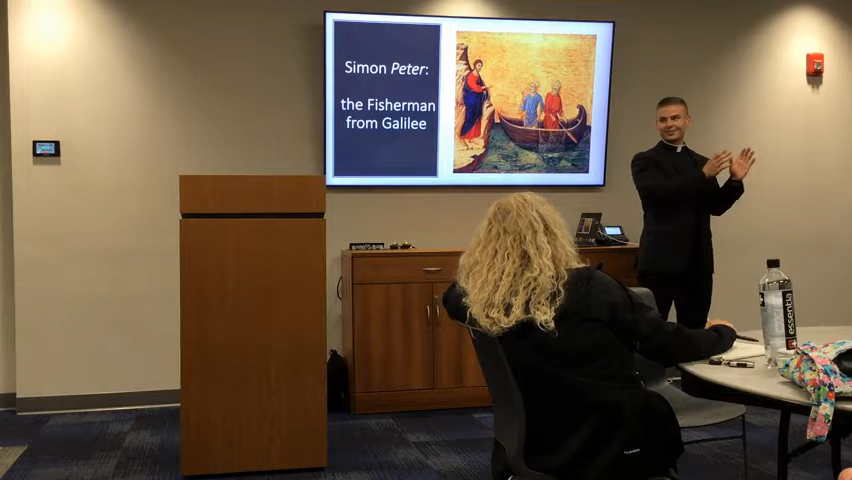 Simon Peter:
the Fisherman
from Galilee
essentia